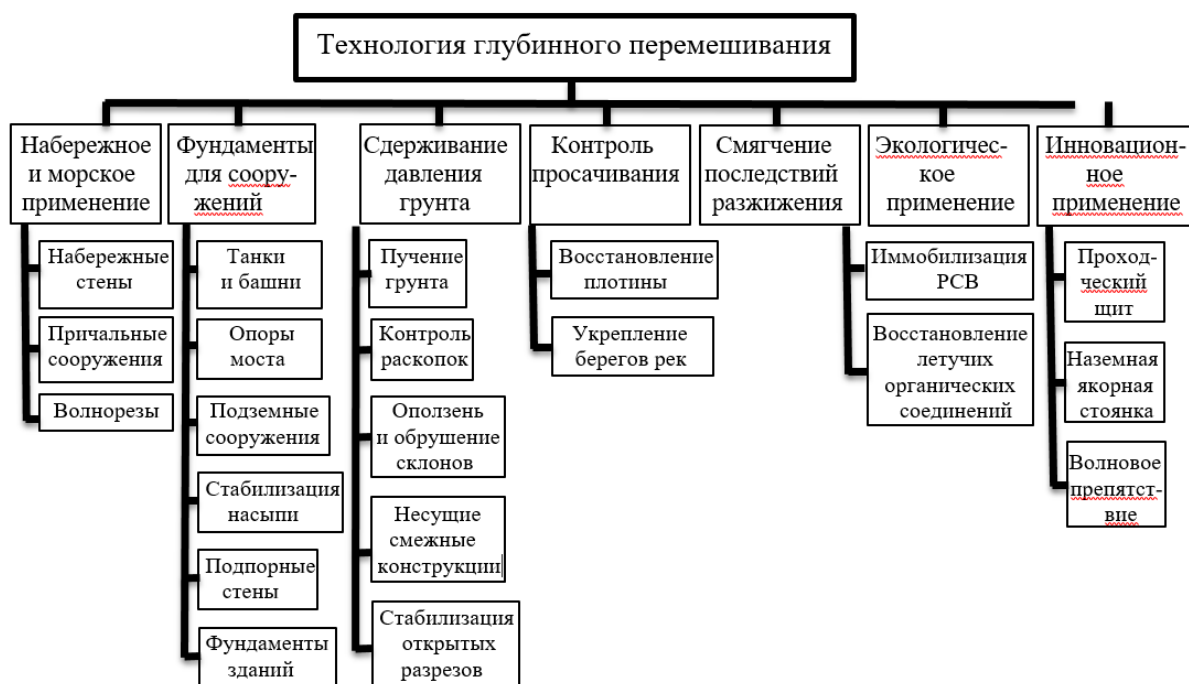 Технология глубинного перемешивания
Набережное
и морское
применение
Фундаменты
для соору-
жений
Сдерживание
давления
грунта
Контроль
просачивания
Смягчение
последствий
разжижения
Экологичес-
кое
применение
Инновацион-
ное
применение
Набережные
стены
Причальные
сооружения
Волнорезы
Танки
и башни
Опоры
моста
Подземные
сооружения
Стабилизация
насыпи
Подпорные
стены
Фундаменты
зданий
Пучение
грунта
Контроль
раскопок
Оползень
и обрушение
склонов
Несущие
смежные
конструкции
Стабилизация
открытых
разрезов
Восстановление
плотины
Укрепление
берегов рек
Иммобилизация
РСВ
Восстановление
летучих
органических
соединений
Проход-
ческий
щит
Наземная
якорная
стоянка
Волновое
препятст-
вие